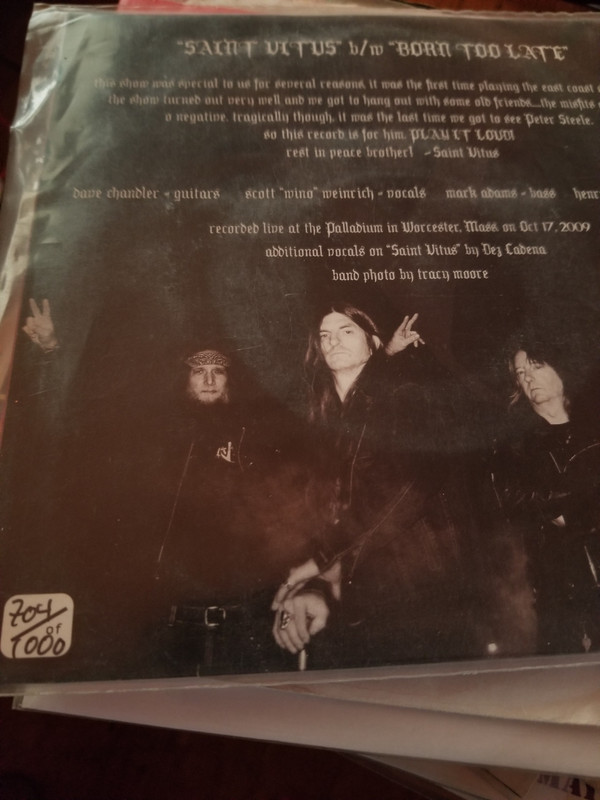 "SAINT VITUS" b/w "BORN TOO LATE"
this show was special to us for several reasons. it was the first time playing the east coast
the show turned out very well and we got to hang out with some old friends...the misfits
o negative. tragically though, it was the last time we got to see Peter Steele.
so this record is for him. PLAY IT LOUD!
rest in peace brother! ~Saint Vitus
dave chandler - guitars scott "wino" weinrich - vocals mark adams - bass henr
recorded live at the Palladium in Worcester, Mass on Oct 17, 2009
additional vocals on "Saint Vitus" by Dez Cadena
band photo by tracy moore
704/of 1000